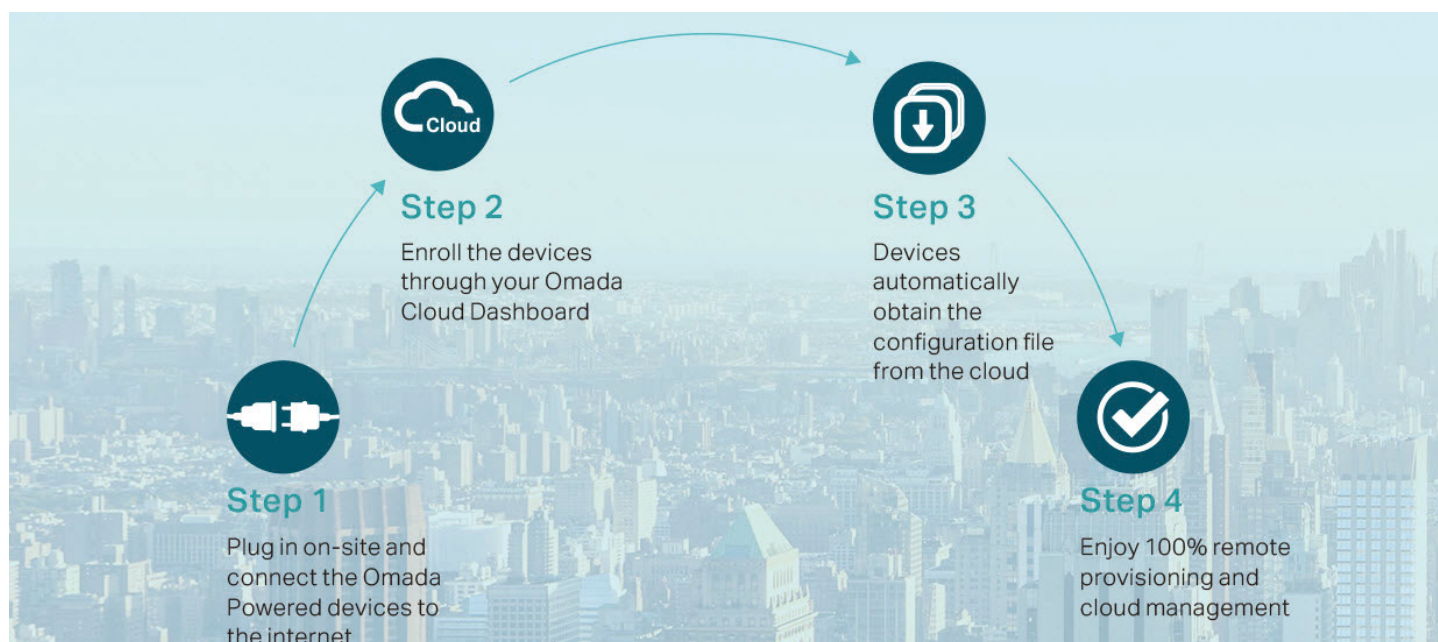 Cloud
Step 2
Enroll the devices
through your Omada
Cloud Dashboard
Step 3
Devices
automatically
obtain the
configuration file
from the cloud
Step 1
Plug in on-site and
connect the Omada
Powered devices to
the internet
Step 4
Enjoy 100% remote
provisioning and
cloud management